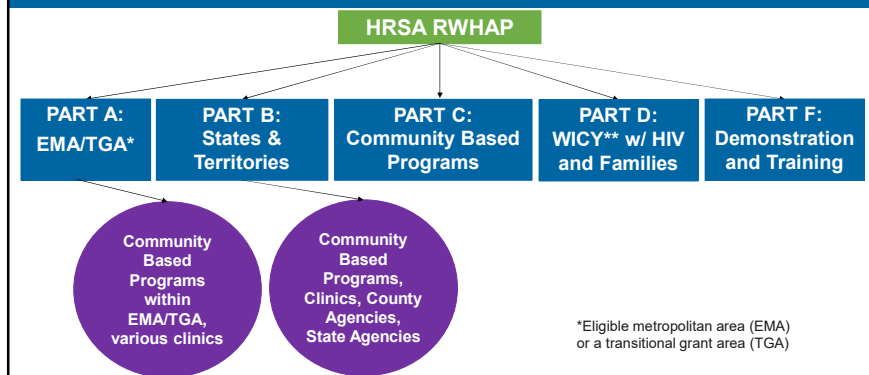 HRSA RWHAP
PART A:
EMA/TGA*
PART B:
States &
Territories
PART C:
Community Based
Programs
PART D:
WICY** w/ HIV
and Families
PART F:
Demonstration
and Training
Community
Based
Programs
within
EMA/TGA,
various clinics
Community
Based
Programs,
Clinics, County
Agencies,
State Agencies
*Eligible metropolitan area (EMA)
or a transitional grant area (TGA)